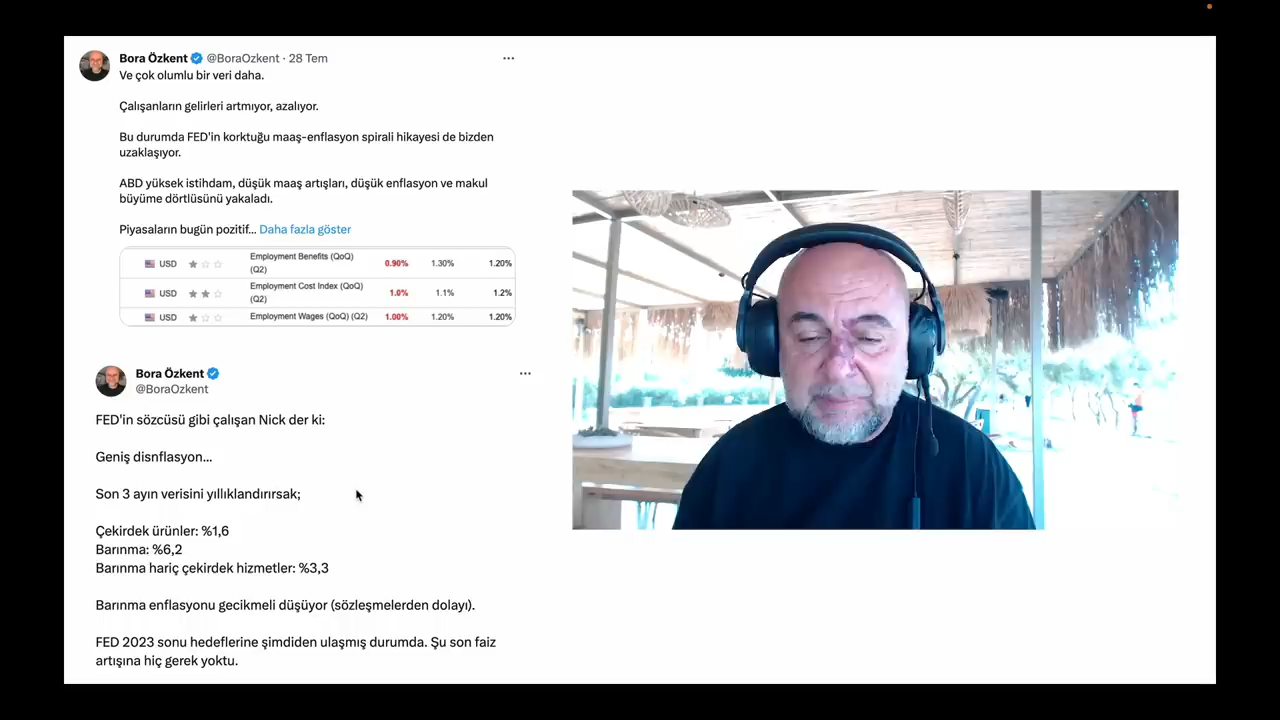 Bora Özkent @BoraOzkent · 28 Tem
Ve çok olumlu bir veri daha.
Çalışanların gelirleri artmıyor, azalıyor.
Bu durumda FED'in korktuğu maaş-enflasyon spirali hikayesi de bizden
uzaklaşıyor.
ABD yüksek istihdam, düşük maaş artışları, düşük enflasyon ve makul
büyüme dörtlüsünü yakaladı.
Piyasaların bugün pozitif... Daha fazla göster
USD Employment Benefits (QoQ) 0.90% 1.30% 1.20%
(Q2)
USD Employment Cost Index (QoQ) 1.0% 1.1% 1.2%
(Q2)
USD Employment Wages (QoQ) (Q2) 1.00% 1.20% 1.20%
Bora Özkent
@BoraOzkent
FED'in sözcüsü gibi çalışan Nick der ki:
Geniş disnflasyon...
Son 3 ayın verisini yıllıklandırırsak;
Çekirdek ürünler: %1,6
Barınma: %6,2
Barınma hariç çekirdek hizmetler: %3,3
Barınma enflasyonu gecikmeli düşüyor (sözleşmelerden dolayı).
FED 2023 sonu hedeflerine şimdiden ulaşmış durumda. Şu son faiz
artışına hiç gerek yoktu.